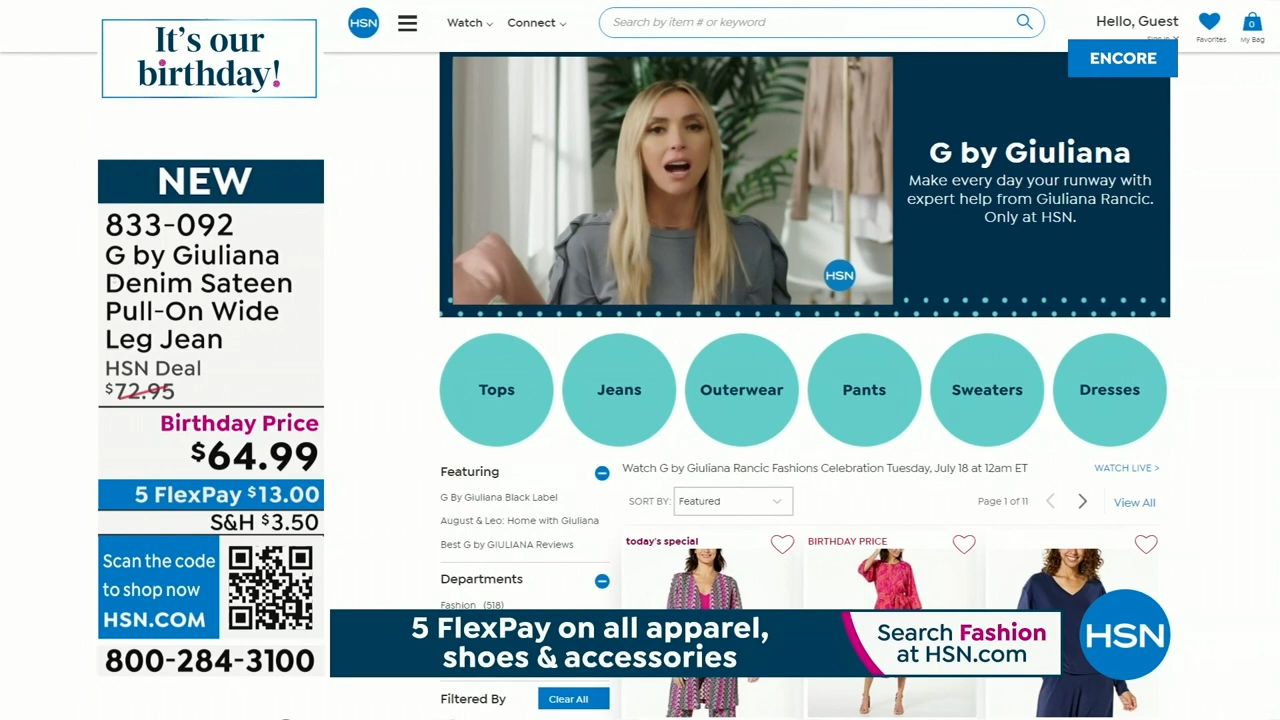 It's our
birthday!
NEW
833-092
G by Giuliana
Denim Sateen
Pull-On Wide
Leg Jean
HSN Deal
$72.95
Birthday Price
$64.99
5 FlexPay $13.00
S&H $3.50
Scan the code
to shop now
HSN.COM
800-284-3100
HSN
Watch
Connect
Search by item # or keyword
Hello, Guest
Sign In
Favorites
0
My Bag
ENCORE
HSN
G by Giuliana
Make every day your runway with
expert help from Giuliana Rancic.
Only at HSN.
Tops
Jeans
Outerwear
Pants
Sweaters
Dresses
Featuring
G By Giuliana Black Label
August & Leo: Home with Giuliana
Best G by GIULIANA Reviews
Departments
Fashion (518)
Filtered By
Clear All
Watch G by Giuliana Rancic Fashions Celebration Tuesday, July 18 at 12am ET
WATCH LIVE >
SORT BY: Featured
Page 1 of 11
View All
today's special
BIRTHDAY PRICE
5 FlexPay on all apparel,
shoes & accessories
Search Fashion
at HSN.com
HSN